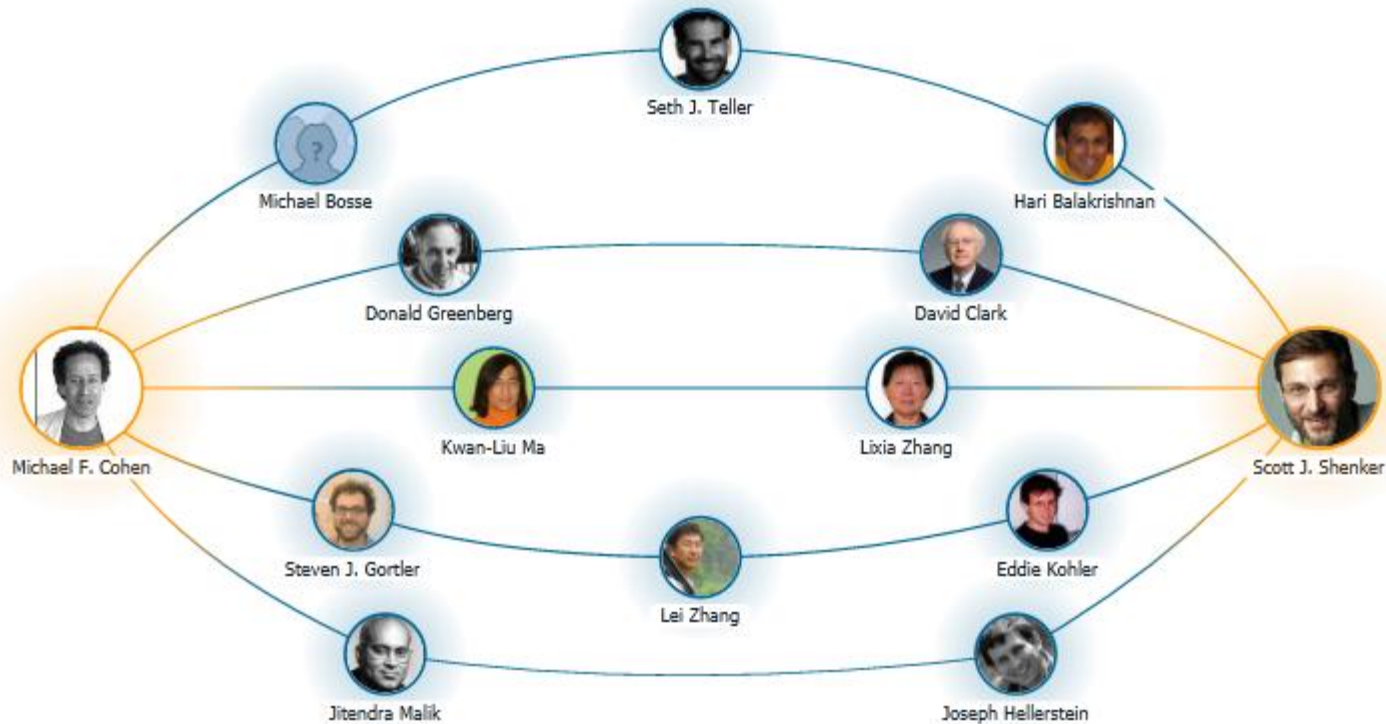 Seth J. Teller
Michael Bosse
Hari Balakrishnan
Donald Greenberg
David Clark
Michael F. Cohen
Kwan-Liu Ma
Lixia Zhang
Scott J. Shenker
Steven J. Gortler
Lei Zhang
Eddie Kohler
Jitendra Malik
Joseph Hellerstein
?